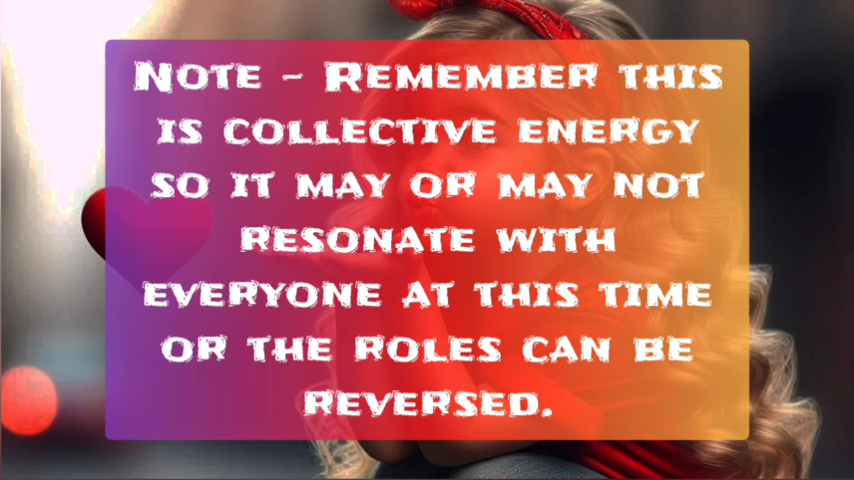 Note - Remember this
is collective energy
so it may or may not
resonate with
everyone at this time
or the roles can be
reversed.